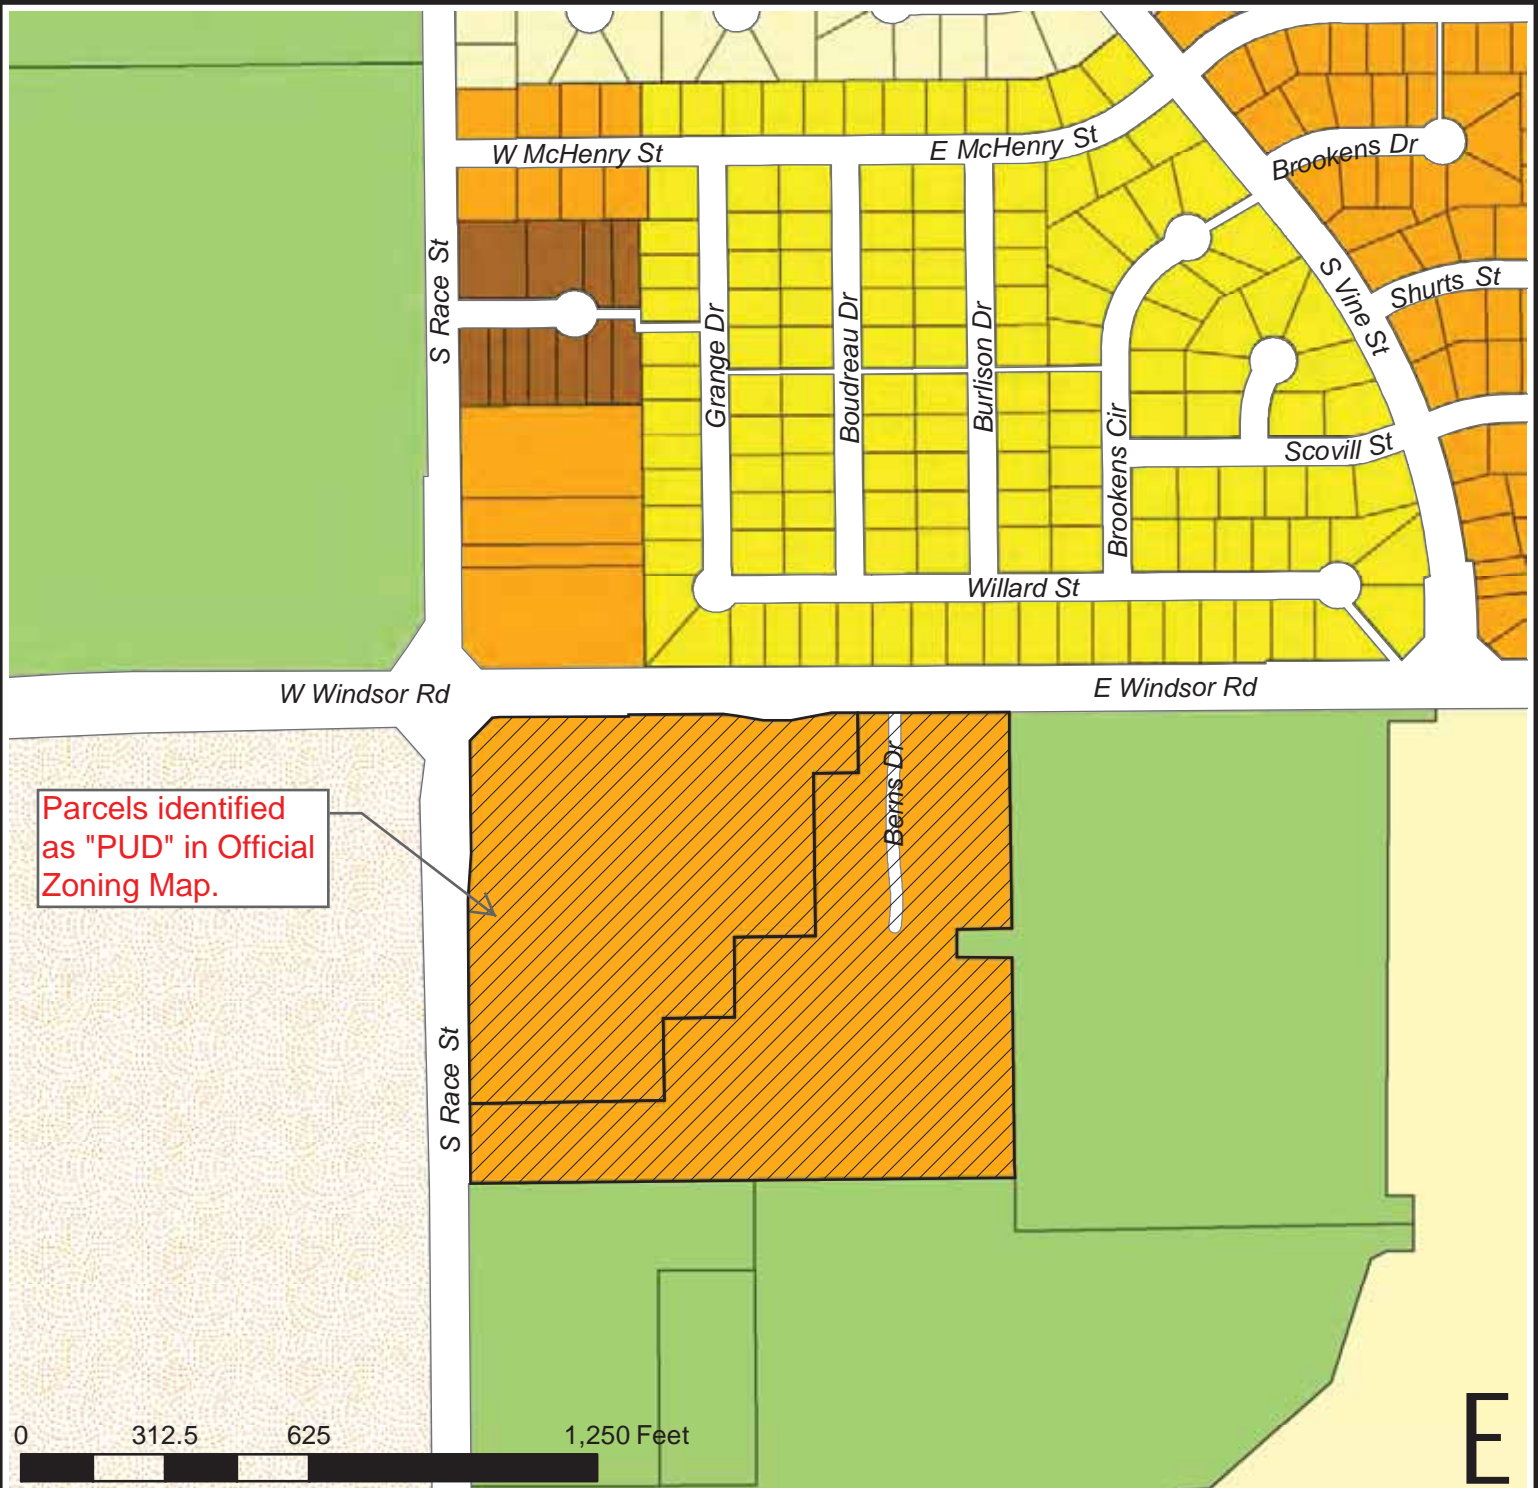 W McHenry St
E McHenry St
Brookens Dr
S Race St
Grange Dr
Boudreau Dr
Burlison Dr
Brookens Cir
S Vine St
Shurts St
Scovill St
Willard St
W Windsor Rd
E Windsor Rd
Berns Dr
Parcels identified
as "PUD" in Official
Zoning Map.
S Race St
0 312.5 625 1,250 Feet
E